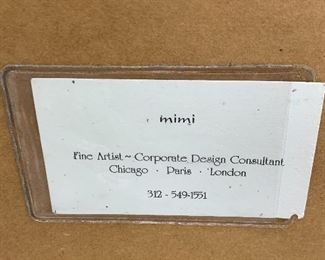 mimi
Fine Artist ~ Corporate Design Consultant
Chicago · Paris · London
312 - 549-1551